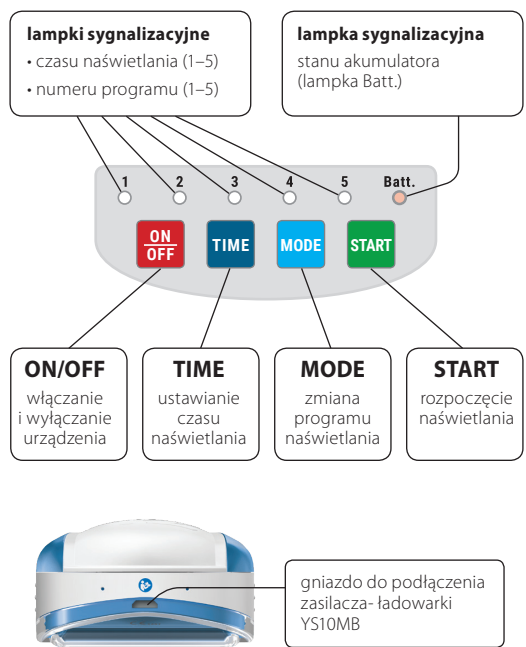 lampki sygnalizacyjne
• czasu naświetlania (1–5)
• numeru programu (1–5)
lampka sygnalizacyjna
stanu akumulatora
(lampka Batt.)
1 2 3 4 5 Batt.
ON
OFF
TIME
MODE
START
ON/OFF
włączanie
i wyłączanie
urządzenia
TIME
ustawianie
czasu
naświetlania
MODE
zmiana
programu
naświetlania
START
rozpoczęcie
naświetlania
gniazdo do podłączenia
zasilacza- ładowarki
YS10MB